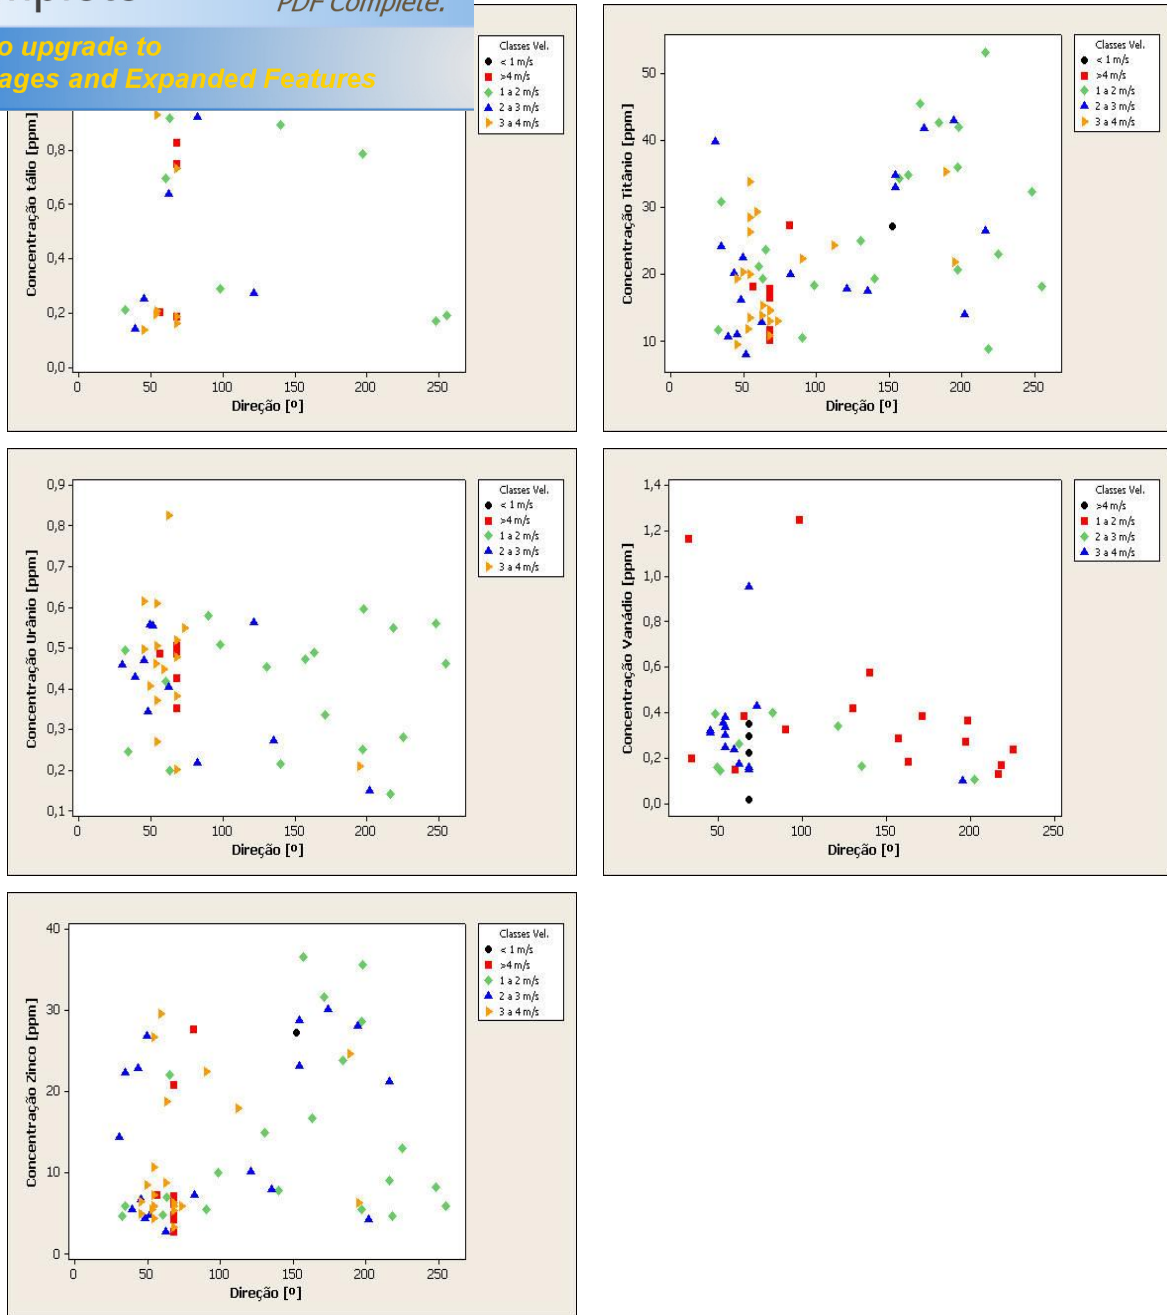 PDF Complete.
o upgrade to
ages and Expanded Features
Classes Vel.
< 1 m/s
>4 m/s
1 a 2 m/s
2 a 3 m/s
3 a 4 m/s
Concentração tálio [ppm]
0,8
0,6
0,4
0,2
0,0
0 50 100 150 200 250
Direção [º]
Classes Vel.
< 1 m/s
>4 m/s
1 a 2 m/s
2 a 3 m/s
3 a 4 m/s
Concentração Titânio [ppm]
50
40
30
20
10
0 50 100 150 200 250
Direção [º]
Classes Vel.
< 1 m/s
>4 m/s
1 a 2 m/s
2 a 3 m/s
3 a 4 m/s
Concentração Urânio [ppm]
0,9
0,8
0,7
0,6
0,5
0,4
0,3
0,2
0,1
0 50 100 150 200 250
Direção [º]
Classes Vel.
>4 m/s
1 a 2 m/s
2 a 3 m/s
3 a 4 m/s
Concentração Vanádio [ppm]
1,4
1,2
1,0
0,8
0,6
0,4
0,2
0,0
50 100 150 200 250
Direção [º]
Classes Vel.
< 1 m/s
>4 m/s
1 a 2 m/s
2 a 3 m/s
3 a 4 m/s
Concentração Zinco [ppm]
40
30
20
10
0
0 50 100 150 200 250
Direção [º]